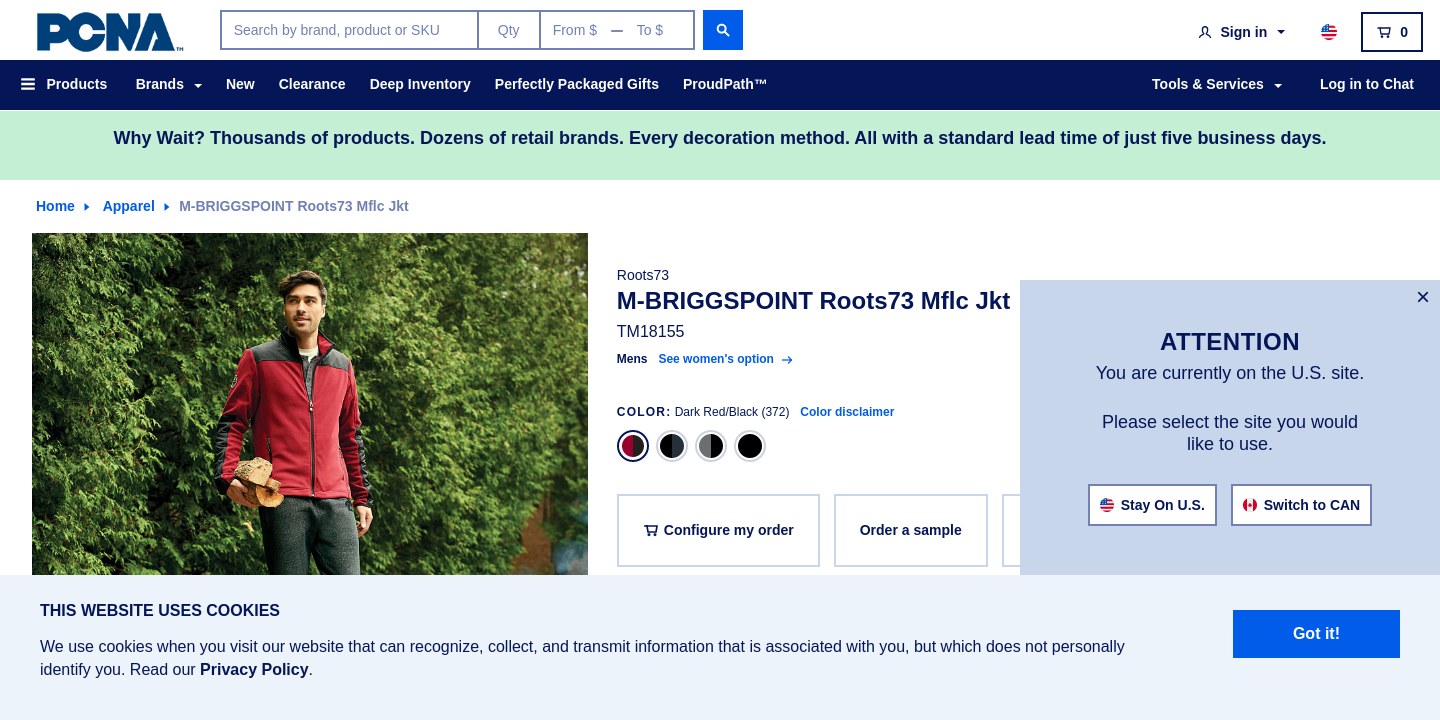 PCNA™
Search by brand, product or SKU
Qty
From $
To $
Sign in
0
Products
Brands
New
Clearance
Deep Inventory
Perfectly Packaged Gifts
ProudPath™
Tools & Services
Log in to Chat
Why Wait? Thousands of products. Dozens of retail brands. Every decoration method. All with a standard lead time of just five business days.
Home
Apparel
M-BRIGGSPOINT Roots73 Mflc Jkt
Roots73
M-BRIGGSPOINT Roots73 Mflc Jkt
TM18155
Mens See women's option
COLOR: Dark Red/Black (372) Color disclaimer
Configure my order
Order a sample
ATTENTION
You are currently on the U.S. site.
Please select the site you would
like to use.
Stay On U.S.
Switch to CAN
THIS WEBSITE USES COOKIES
We use cookies when you visit our website that can recognize, collect, and transmit information that is associated with you, but which does not personally
identify you. Read our Privacy Policy.
Got it!